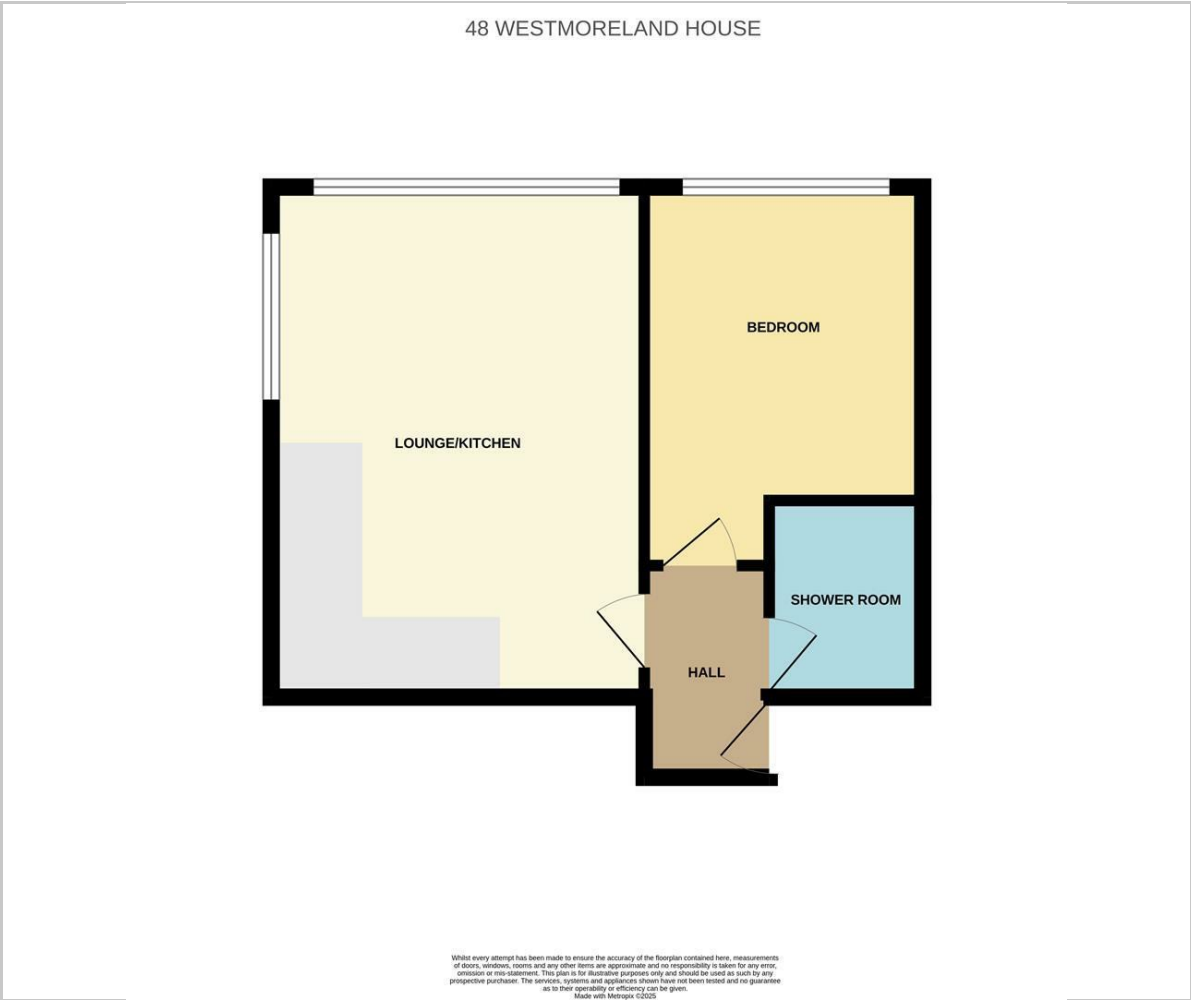 48 WESTMORELAND HOUSE
BEDROOM
LOUNGE/KITCHEN
SHOWER ROOM
HALL
Whilst every attempt has been made to ensure the accuracy of the floorplan contained here, measurements
of doors, windows, rooms and any other items are approximate and no responsibility is taken for any error,
omission or mis-statement. This plan is for illustrative purposes only and should be used as such by any
prospective purchaser. The services, systems and appliances shown have not been tested and no guarantee
as to their operability or efficiency can be given.
Made with Metropix ©2025